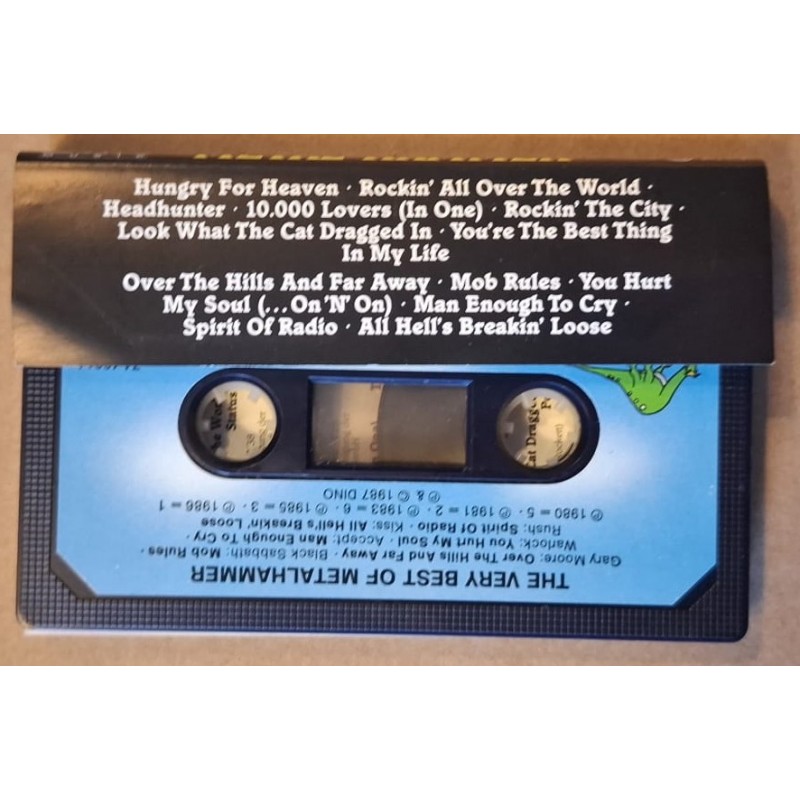 Hungry For Heaven · Rockin' All Over The World ·
Headhunter · 10.000 Lovers (In One) · Rockin' The City ·
Look What The Cat Dragged In · You're The Best Thing
In My Life
Over The Hills And Far Away · Mob Rules · You Hurt
My Soul (...On 'N' On) · Man Enough To Cry ·
Spirit Of Radio · All Hell's Breakin' Loose
THE VERY BEST OF METALHAMMER
Gary Moore: Over The Hills And Far Away · Black Sabbath: Mob Rules ·
Warlock: You Hurt My Soul · Accept: Man Enough To Cry ·
Rush: Spirit Of Radio · Kiss: All Hell's Breakin' Loose
℗ 1980 = 5 · ℗ 1981 = 2 · ℗ 1983 = 6 ℗ 1985 = 3 · ℗ 1986 = 1
℗ & © 1987 DINO
Status
Cat Dragge